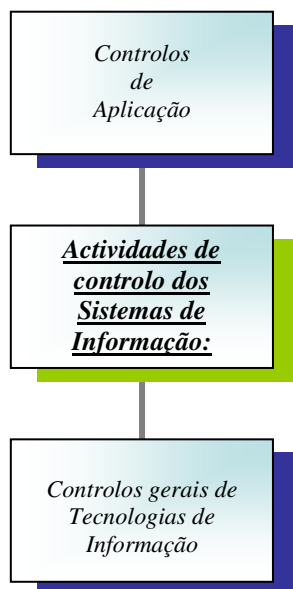 Controlos
de
Aplicação
Actividades de
controlo dos
Sistemas de
Informação:
Controlos gerais de
Tecnologias de
Informação